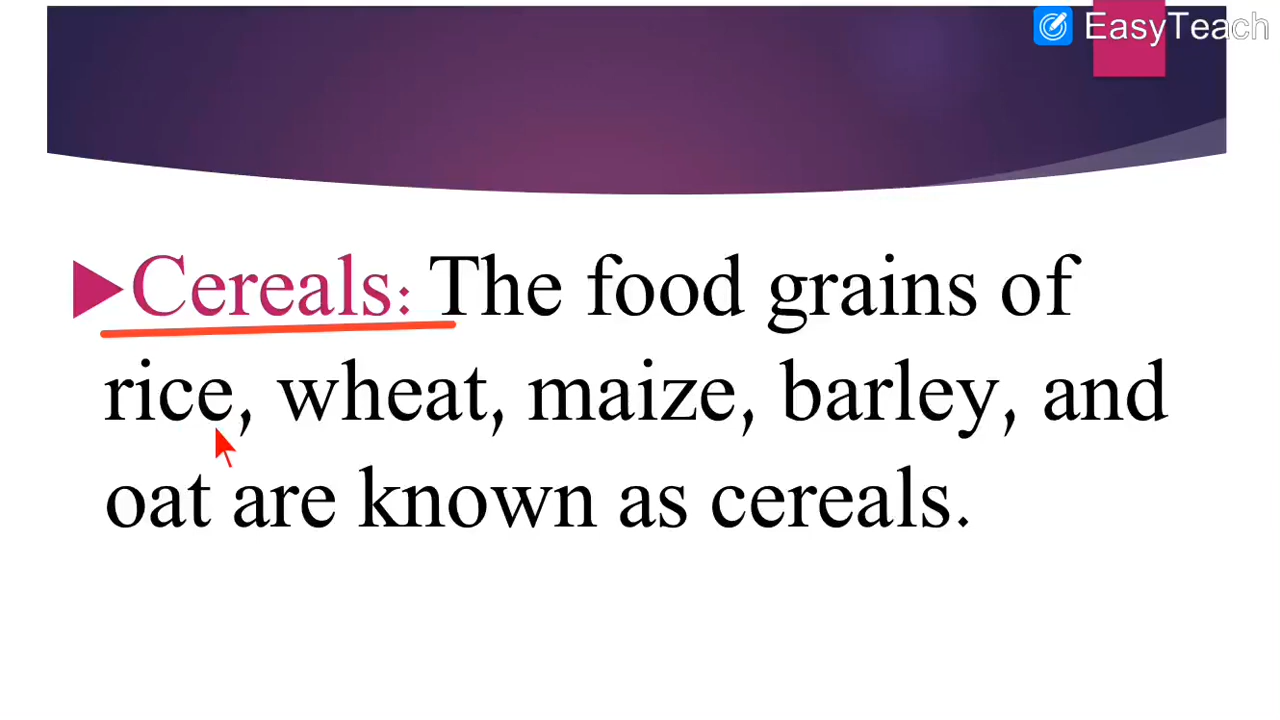 EasyTeach
Cereals: The food grains of
rice, wheat, maize, barley, and
oat are known as cereals.